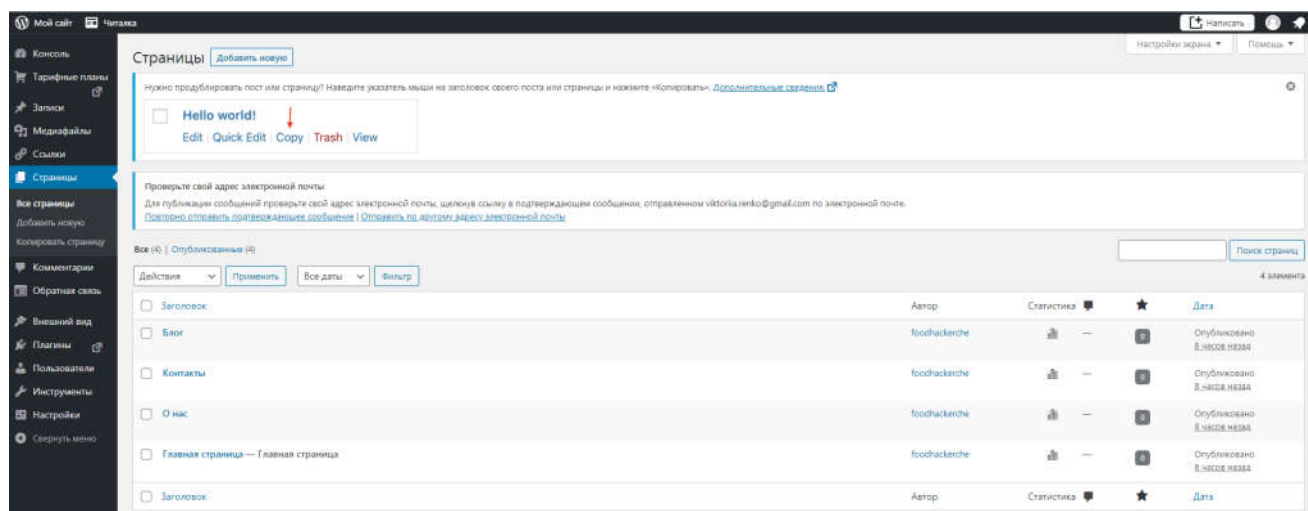 Мой сайт Читалка Написать
Консоль
Тарифные планы
Записи
Медиафайлы
Ссылки
Страницы
Все страницы
Добавить новую
Копировать страницу
Комментарии
Обратная связь
Внешний вид
Плагины
Пользователи
Инструменты
Настройки
Свернуть меню
Настройки экрана Помощь
Страницы Добавить новую
Нужно продублировать пост или страницу? Наведите указатель мыши на заголовок своего поста или страницы и нажмите «Копировать». Дополнительные сведения.
Hello world!
Edit | Quick Edit | Copy | Trash | View
Проверьте свой адрес электронной почты
Для публикации сообщений проверьте свой адрес электронной почты, щелкнув ссылку в подтверждающем сообщении, отправленном viktoriia.renko@gmail.com по электронной почте.
Повторно отправить подтверждающее сообщение | Отправить по другому адресу электронной почты
Все (4) | Опубликованные (4)
Поиск страниц
Действия Применить Все даты Фильтр
4 элемента
Заголовок Автор Статистика Дата
Блог foodhackerche — 0 Опубликовано
8 часов назад
Контакты foodhackerche — 0 Опубликовано
8 часов назад
О нас foodhackerche — 0 Опубликовано
8 часов назад
Главная страница — Главная страница foodhackerche — 0 Опубликовано
8 часов назад
Заголовок Автор Статистика Дата